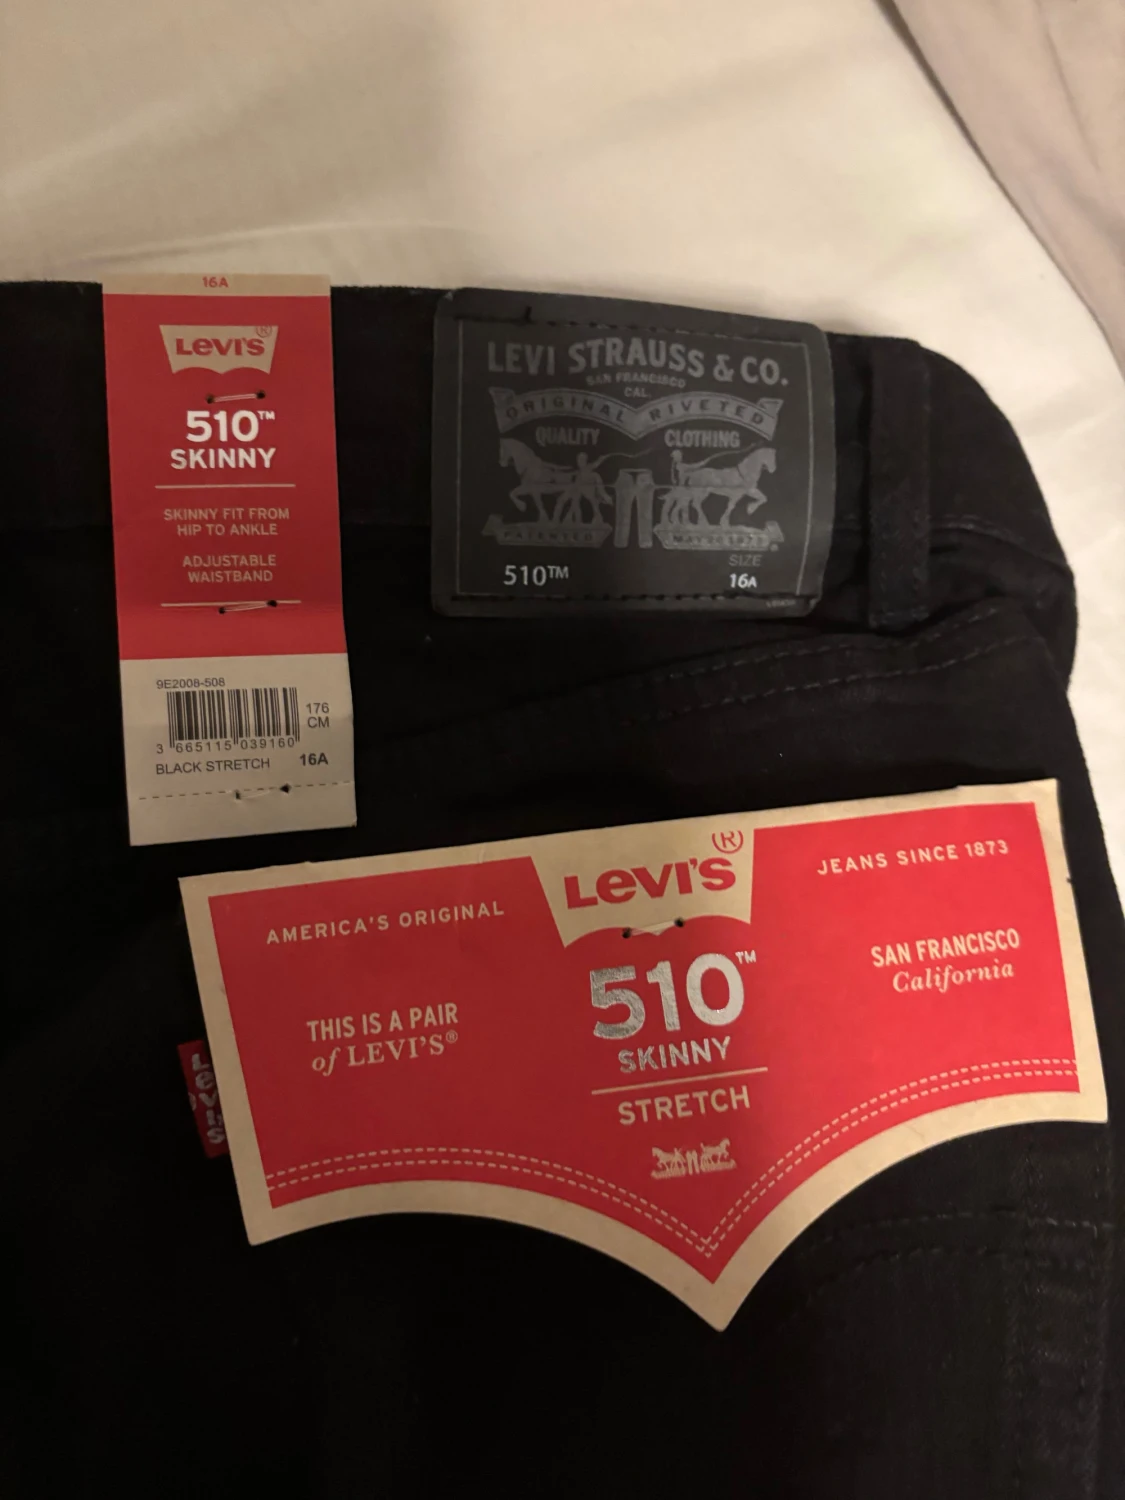 16A
LEVI'S®
510™
SKINNY
SKINNY FIT FROM
HIP TO ANKLE
ADJUSTABLE
WAISTBAND
9E2008-508
176
CM
3 665115 039160
BLACK STRETCH 16A
LEVI STRAUSS & CO.
SAN FRANCISCO
CAL.
ORIGINAL RIVETED
QUALITY CLOTHING
PATENTED
SIZE
510™ 16A
LEVI'S®
AMERICA'S ORIGINAL
JEANS SINCE 1873
THIS IS A PAIR
of LEVI'S®
510™
SKINNY
STRETCH
SAN FRANCISCO
California
Levi's